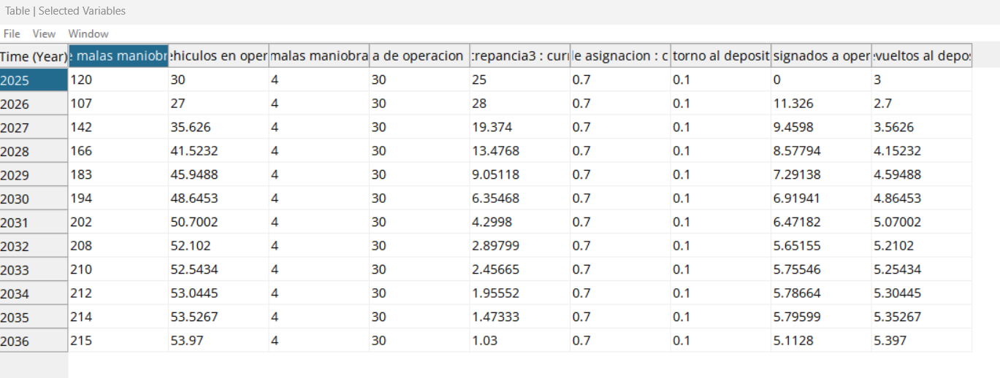 Table | Selected Variables
File View Window
Time (Year) malas maniobr ehiculos en oper malas maniobra a de operacion crepancia3 : curr le asignacion : c torno al deposit signados a oper evueltos al depos
2025 120 30 4 30 25 0.7 0.1 0 3
2026 107 27 4 30 28 0.7 0.1 11.326 2.7
2027 142 35.626 4 30 19.374 0.7 0.1 9.4598 3.5626
2028 166 41.5232 4 30 13.4768 0.7 0.1 8.57794 4.15232
2029 183 45.9488 4 30 9.05118 0.7 0.1 7.29138 4.59488
2030 194 48.6453 4 30 6.35468 0.7 0.1 6.91941 4.86453
2031 202 50.7002 4 30 4.2998 0.7 0.1 6.47182 5.07002
2032 208 52.102 4 30 2.89799 0.7 0.1 5.65155 5.2102
2033 210 52.5434 4 30 2.45665 0.7 0.1 5.75546 5.25434
2034 212 53.0445 4 30 1.95552 0.7 0.1 5.78664 5.30445
2035 214 53.5267 4 30 1.47333 0.7 0.1 5.79599 5.35267
2036 215 53.97 4 30 1.03 0.7 0.1 5.1128 5.397